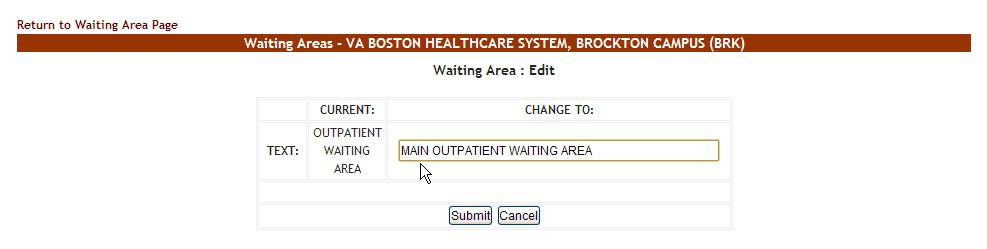 Return to Waiting Area Page
Waiting Areas - VA BOSTON HEALTHCARE SYSTEM, BROCKTON CAMPUS (BRK)
Waiting Area : Edit
CURRENT: CHANGE TO:
TEXT: OUTPATIENT WAITING AREA MAIN OUTPATIENT WAITING AREA
Submit Cancel